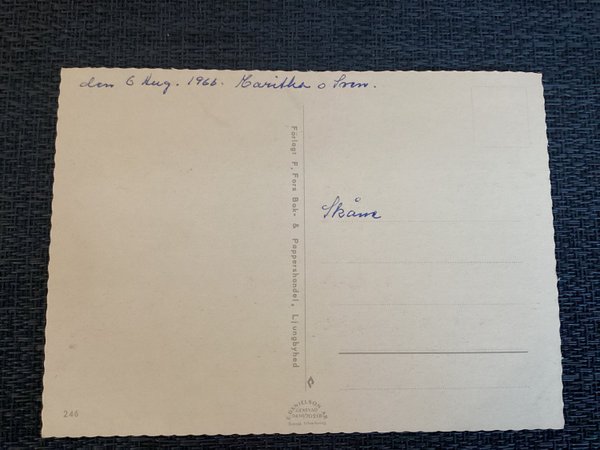 den 6 Aug. 1966. Maritha o Sven.
Förlag: F. Fors Bok- & Pappershandel, Ljungbyhed
Skåne
246